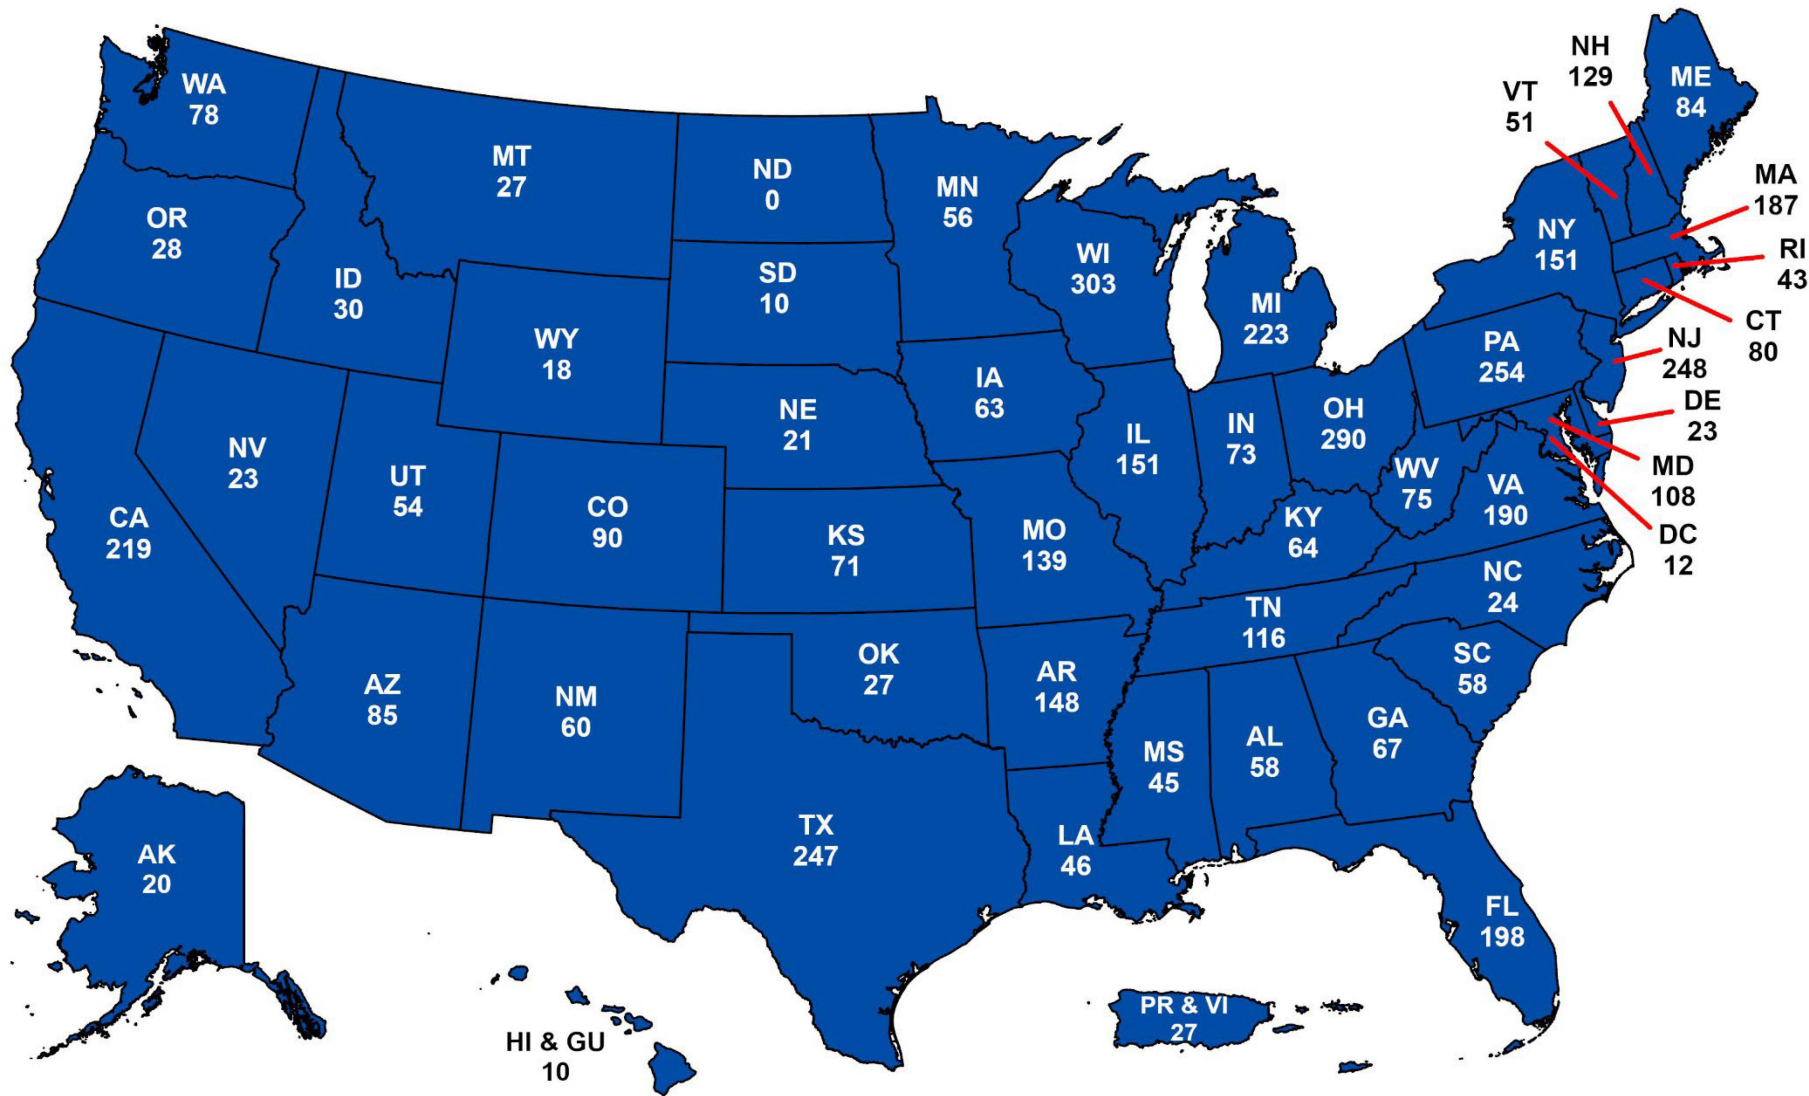 NH
129
ME
84
WA
78
VT
51
MT
27
ND
0
MN
56
MA
187
OR
28
NY
151
RI
43
WI
303
SD
10
ID
30
MI
223
CT
80
WY
18
PA
254
NJ
248
IA
63
NE
21
OH
290
DE
23
IN
73
IL
151
NV
23
UT
54
WV
75
MD
108
VA
190
CO
90
CA
219
KS
71
MO
139
KY
64
DC
12
NC
24
TN
116
OK
27
SC
58
AR
148
AZ
85
NM
60
GA
67
MS
45
AL
58
TX
247
LA
46
AK
20
FL
198
PR & VI
27
HI & GU
10